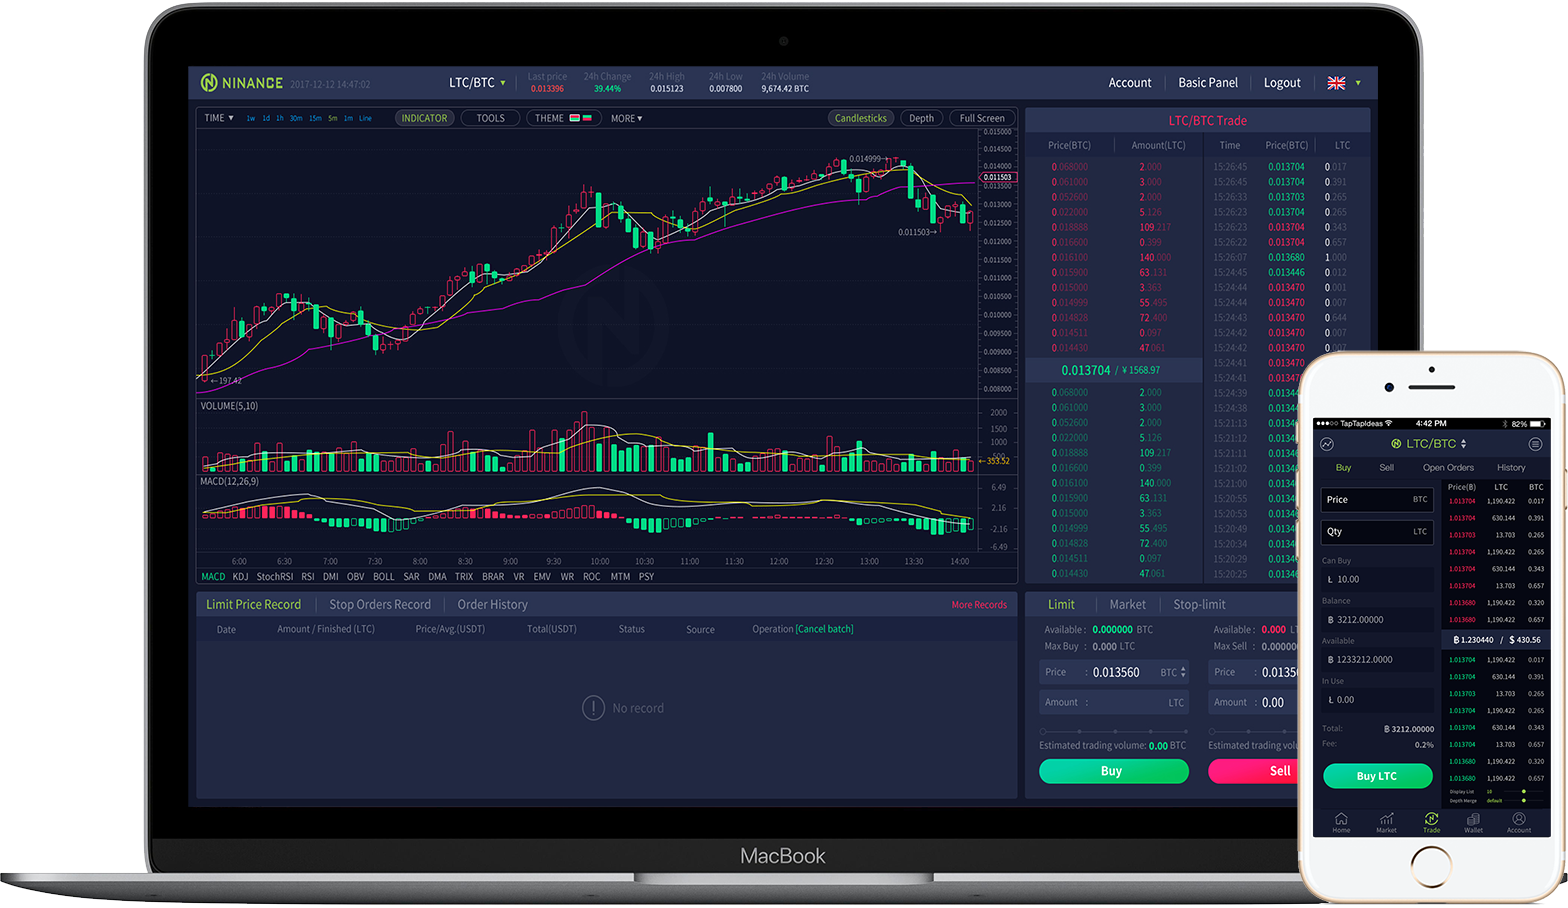 NINANCE 2017-12-12 14:47:02
LTC/BTC ▼
Last price 24h Change 24h High 24h Low 24h Volume
0.013396 39.44% 0.015123 0.007800 9,674.42 BTC
Account Basic Panel Logout
TIME ▼ 1w 1d 1h 30m 15m 5m 1m Line INDICATOR TOOLS THEME MORE ▼ Candlesticks Depth Full Screen
0.015000
0.014500
0.014000
0.011503
0.013500
0.013000
0.012500
0.012000
0.011500
0.011000
0.010500
0.010000
0.009500
0.009000
0.008500
0.008000
0.014999→
0.011503→
←197.42
VOLUME(5,10)
2000
1500
1000
500
←353.52
MACD(12,26,9)
6.49
2.16
-2.16
-6.49
6:00 6:30 7:00 7:30 8:00 8:30 9:00 9:30 10:00 10:30 11:00 11:30 12:00 12:30 13:00 13:30 14:00
MACD KDJ StochRSI RSI DMI OBV BOLL SAR DMA TRIX BRAR VR EMV WR ROC MTM PSY
LTC/BTC Trade
Price(BTC) Amount(LTC)
0.068000 2.000
0.061000 3.000
0.052600 2.000
0.022000 5.126
0.018888 109.217
0.016600 0.399
0.016100 140.000
0.015900 63.131
0.015000 3.363
0.014999 55.495
0.014828 72.400
0.014511 0.097
0.014430 47.061
0.013704 / ¥ 1568.97
0.068000 2.000
0.061000 3.000
0.052600 2.000
0.022000 5.126
0.018888 109.217
0.016600 0.399
0.016100 140.000
0.015900 63.131
0.015000 3.363
0.014999 55.495
0.014828 72.400
0.014511 0.097
0.014430 47.061
Time Price(BTC) LTC
15:26:45 0.013704 0.017
15:26:45 0.013704 0.391
15:26:33 0.013703 0.265
15:26:23 0.013704 0.265
15:26:23 0.013704 0.343
15:26:22 0.013704 0.657
15:26:07 0.013680 1.000
15:24:45 0.013446 0.012
15:24:44 0.013470 0.001
15:24:44 0.013470 0.007
15:24:43 0.013470 0.644
15:24:42 0.013470 0.007
15:24:42 0.013470 0.007
15:24:41 0.013470
15:24:41 0.01347
15:24:39 0.01344
15:24:38 0.01344
15:21:13 0.01344
15:21:12 0.01344
15:21:11 0.01344
15:21:02 0.01344
15:21:00 0.01344
15:20:55 0.01344
15:20:53 0.01344
15:20:49 0.01344
15:20:34 0.01344
15:20:29 0.01344
15:20:25 0.01346
Limit Price Record Stop Orders Record Order History More Records
Date Amount / Finished (LTC) Price/Avg.(USDT) Total(USDT) Status Source Operation [Cancel batch]
! No record
Limit Market Stop-limit
Available : 0.000000 BTC
Max Buy : 0.000 LTC
Price : 0.013560 BTC
Amount : LTC
Estimated trading volume: 0.00 BTC
Buy
Available : 0.000 LT
Max Sell : 0.00000
Price : 0.01356
Amount : 0.00
Estimated trading volu
Sell
MacBook
TapTapIdeas 4:42 PM 82%
LTC/BTC
Buy Sell Open Orders History
Price BTC
Qty LTC
Can Buy
Ł 10.00
Balance
฿ 3212.00000
Available
฿ 1233212.0000
In Use
Ł 0.00
Total: ฿ 3212.00000
Fee: 0.2%
Buy LTC
Price(B) LTC BTC
1.013704 1,190.422 0.017
1.013704 630.144 0.391
1.013703 13.703 0.265
1.013704 1,190.422 0.265
1.013704 630.144 0.343
1.013704 13.703 0.657
1.013680 1,190.422 0.320
1.013680 1,190.422 0.657
฿ 1.230440 / $ 430.56
1.013704 1,190.422 0.017
1.013704 630.144 0.391
1.013703 13.703 0.265
1.013704 1,190.422 0.265
1.013704 630.144 0.343
1.013704 13.703 0.657
1.013680 1,190.422 0.320
1.013680 1,190.422 0.657
Display List 10
Depth Merge default
Home Market Trade Wallet Account